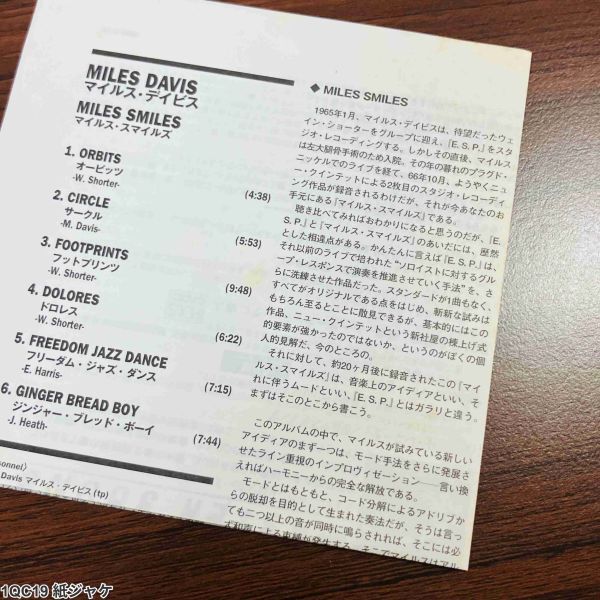 MILES DAVIS
マイルス・デイビス
MILES SMILES
マイルス・スマイルズ
1. ORBITS
オービッツ
-W. Shorter-
(4:38)
2. CIRCLE
サークル
-M. Davis-
(5:53)
3. FOOTPRINTS
フットプリンツ
-W. Shorter-
(9:48)
4. DOLORES
ドロレス
-W. Shorter-
(6:22)
5. FREEDOM JAZZ DANCE
フリーダム・ジャズ・ダンス
-E. Harris-
(7:15)
6. GINGER BREAD BOY
ジンジャー・ブレッド・ボーイ
-J. Heath-
(7:44)
onnel〉
Davis マイルス・デイビス (tp)
◆ MILES SMILES
1965年1月、マイルス・デイビスは、待望だったウェ
イン・ショーターをグループに迎え、『E. S. P.』をスタ
ジオ・レコーディングする。しかしその直後、マイルス
は左大腿骨手術のため入院、その年の暮れのプラグド・
ニッケルでのライブを経て、66年10月、ようやくニュ
ー・クインテットによる2枚目のスタジオ・レコーディ
ング作品が録音されるわけだが、それが今あなたのお
手元にある『マイルス・スマイルズ』である。
聴き比べてみればおわかりになると思うのだが、『E.
S. P.』と『マイルス・スマイルズ』のあいだには、歴然
とした相違点がある。かんたんに言えば『E. S. P.』は、
それ以前のライブで培われた“ソロイストに対するグル
ープ・レスポンスで演奏を推進させていく手法”を、さ
らに洗練させた作品だった。スタンダードが1曲もなく、
すべてがオリジナルである点をはじめ、斬新な試みは
もちろん至るところに散見できるが、基本的にはこの
作品、ニュー・クインテットという新社屋の棟上げ式
的要素が強かったのではないか、というのがぼくの個
人的見解だ、今のところの。
それに対して、約20ヶ月後に録音されたこの『マイ
ルス・スマイルズ』は、音楽上のアイディアといい、そ
れに伴うムードといい、『E. S. P.』とはガラリと違う。
まずはそこのとこから書こう。
このアルバムの中で、マイルスが試みている新しい
アイディアのまず一つは、モード手法をさらに発展さ
せたライン重視のインプロヴィゼーション──言い換
えればハーモニーからの完全な解放である。
モードとはもともと、コード分解によるアドリブか
らの脱却を目的として生まれた奏法だが、そうは言っ
ても二つ以上の音が同時に鳴らされれば、そこには必
1QC19 紙ジャケ